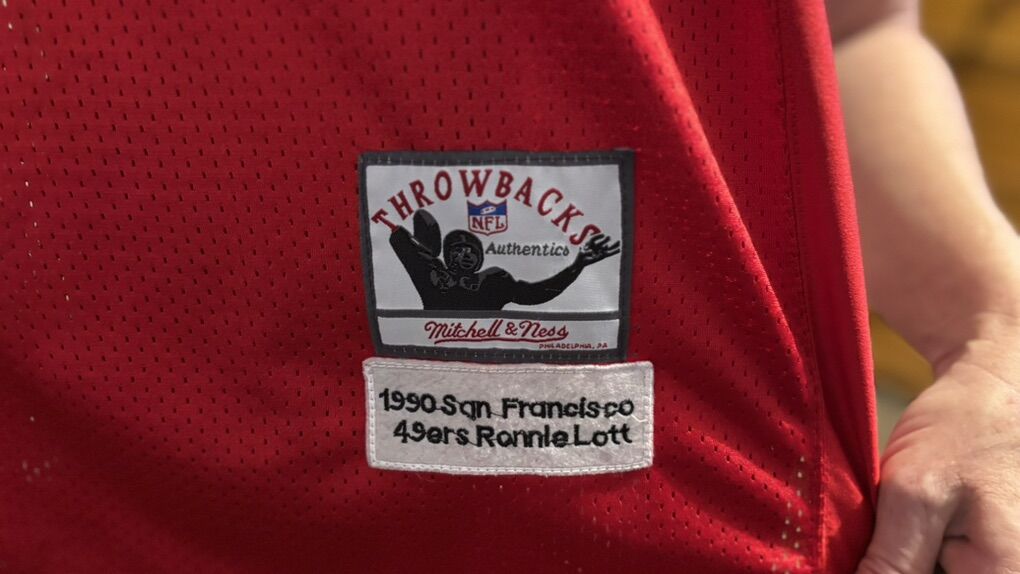 THROWBACKS
NFL
Authentics
Mitchell & Ness
PHILADELPHIA, PA
1990 San Francisco
49ers Ronnie Lott